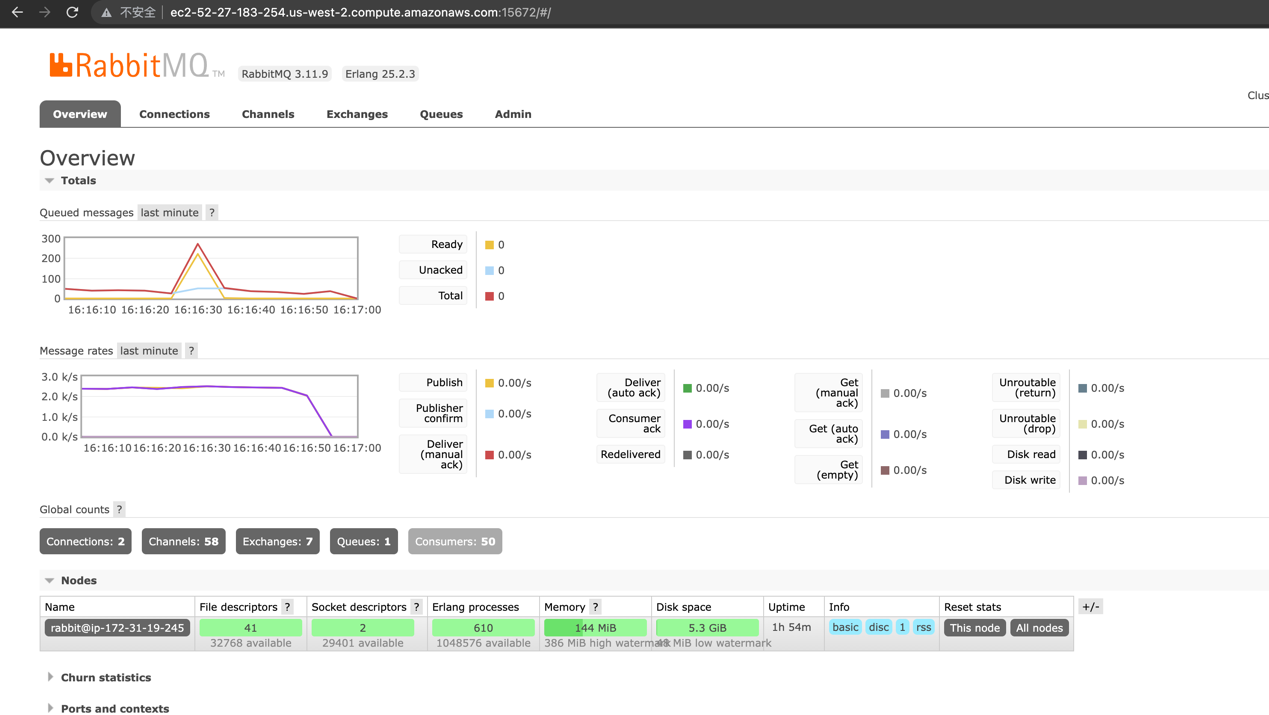 不安全 ec2-52-27-183-254.us-west-2.compute.amazonaws.com:15672/#/
RabbitMQ TM RabbitMQ 3.11.9 Erlang 25.2.3
Clus
Overview Connections Channels Exchanges Queues Admin
Overview
Totals
Queued messages last minute ?
300
200
100
0
16:16:10 16:16:20 16:16:30 16:16:40 16:16:50 16:17:00
Ready 0
Unacked 0
Total 0
Message rates last minute ?
3.0 k/s
2.0 k/s
1.0 k/s
0.0 k/s
16:16:10 16:16:20 16:16:30 16:16:40 16:16:50 16:17:00
Publish 0.00/s
Publisher
confirm 0.00/s
Deliver
(manual
ack) 0.00/s
Deliver
(auto ack) 0.00/s
Consumer
ack 0.00/s
Redelivered 0.00/s
Get
(manual
ack) 0.00/s
Get (auto
ack) 0.00/s
Get
(empty) 0.00/s
Unroutable
(return) 0.00/s
Unroutable
(drop) 0.00/s
Disk read 0.00/s
Disk write 0.00/s
Global counts ?
Connections: 2 Channels: 58 Exchanges: 7 Queues: 1 Consumers: 50
Nodes
Name File descriptors ? Socket descriptors ? Erlang processes Memory ? Disk space Uptime Info Reset stats +/-
rabbit@ip-172-31-19-245 41 2 610 144 MiB 5.3 GiB 1h 54m basic disc 1 rss This node All nodes
32768 available 29401 available 1048576 available 386 MiB high watermark 48 MiB low watermark
Churn statistics
Ports and contexts